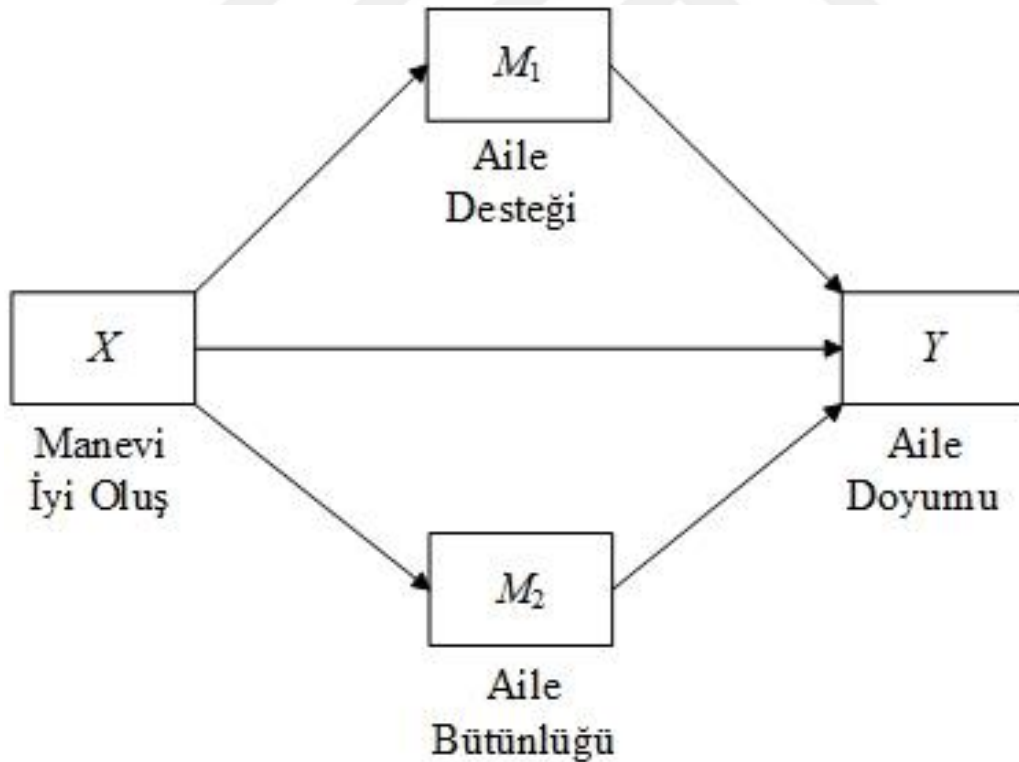 M₁
Aile
Desteği
X
Manevi
İyi Oluş
Y
Aile
Doyumu
M₂
Aile
Bütünlüğü